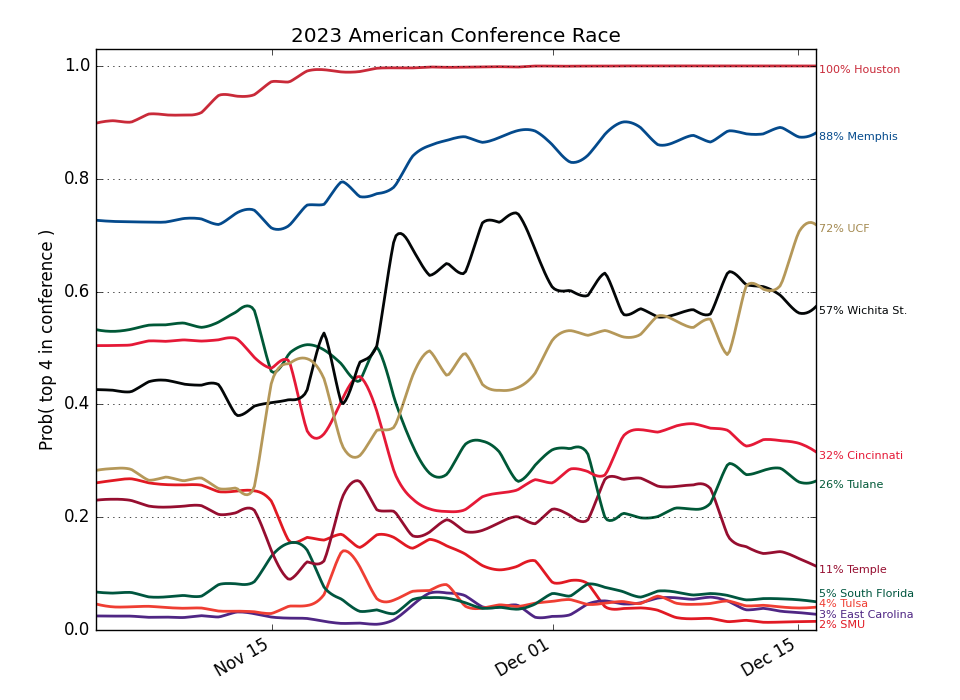 2023 American Conference Race
Prob( top 4 in conference )
1.0
0.8
0.6
0.4
0.2
0.0
Nov 15
Dec 01
Dec 15
100% Houston
88% Memphis
72% UCF
57% Wichita St.
32% Cincinnati
26% Tulane
11% Temple
5% South Florida
4% Tulsa
3% East Carolina
2% SMU